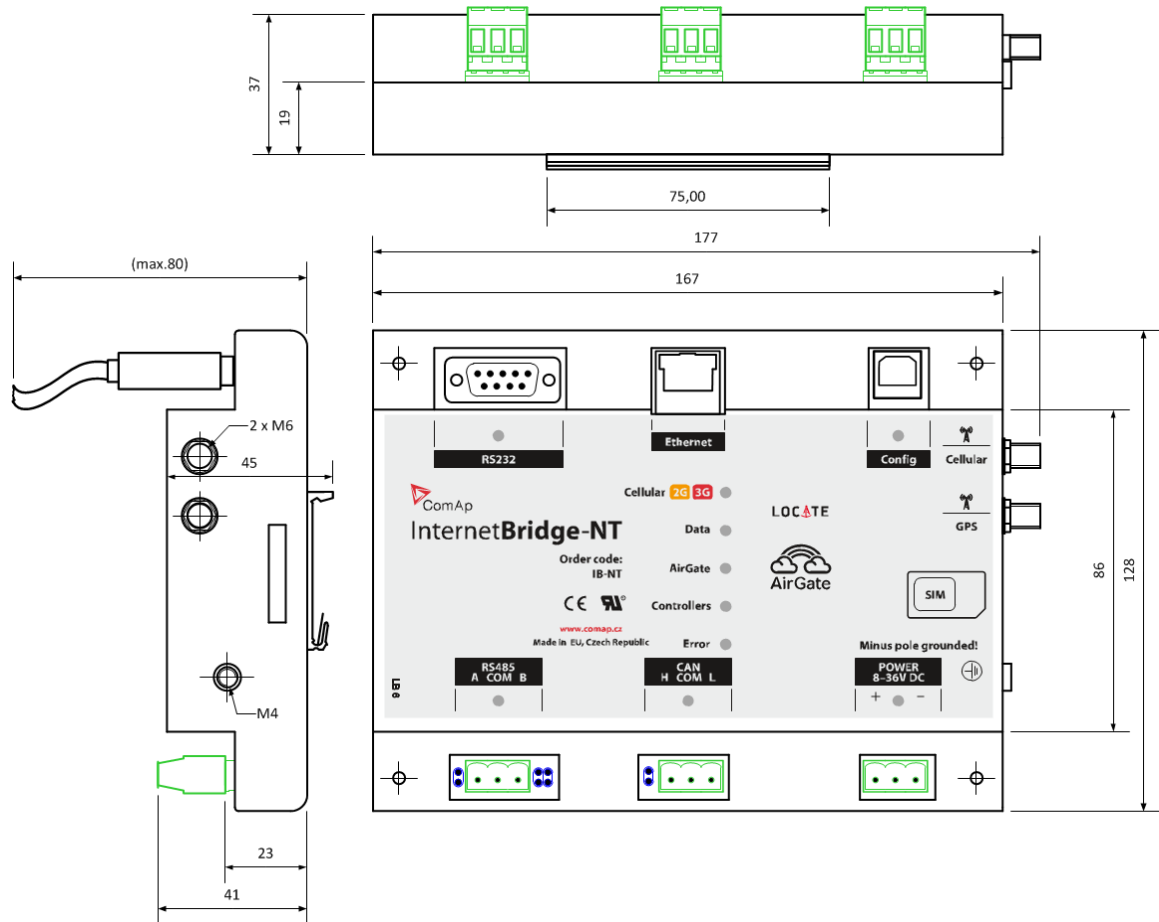 37
19
75,00
177
(max.80)
167
2 x M6
45
M4
23
41
86
128
RS232
Ethernet
Config
Cellular
GPS
ComAp
InternetBridge-NT
Order code:
IB-NT
CE
www.comap.cz
Made in EU, Czech Republic
Cellular 2G 3G
Data
AirGate
Controllers
Error
LOCATE
AirGate
SIM
Minus pole grounded!
LB 6
RS485
A COM B
CAN
H COM L
POWER
8-36V DC
+ -